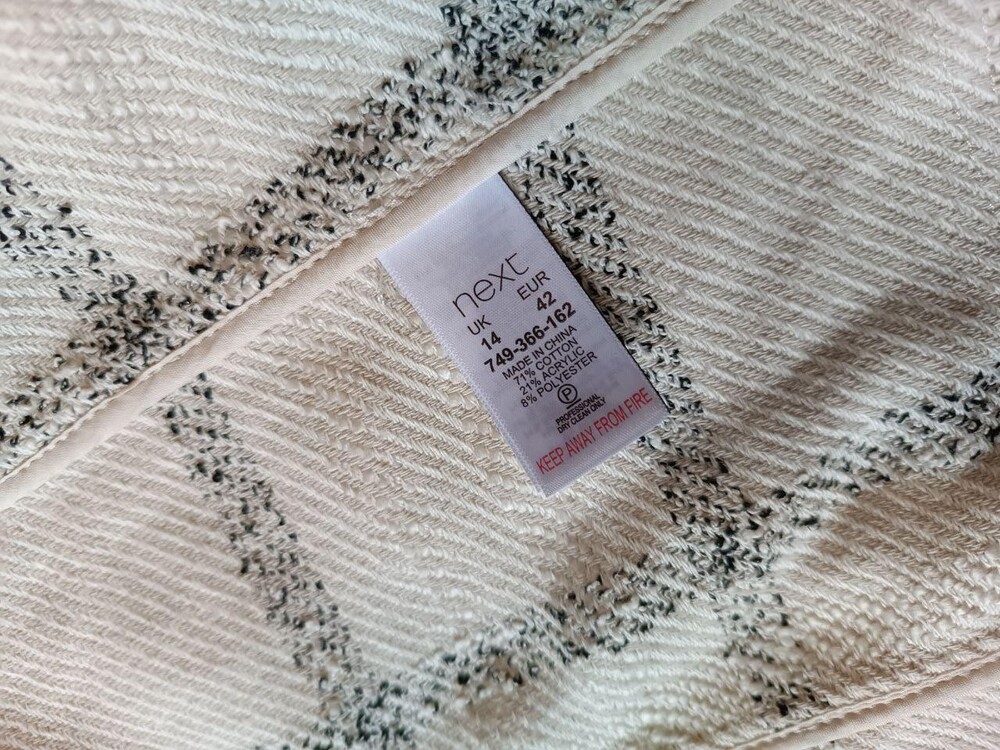 next
UK EUR
14 42
749-366-162
MADE IN CHINA
71% COTTON
21% ACRYLIC
8% POLYESTER
P
PROFESSIONAL
DRY CLEAN ONLY
KEEP AWAY FROM FIRE